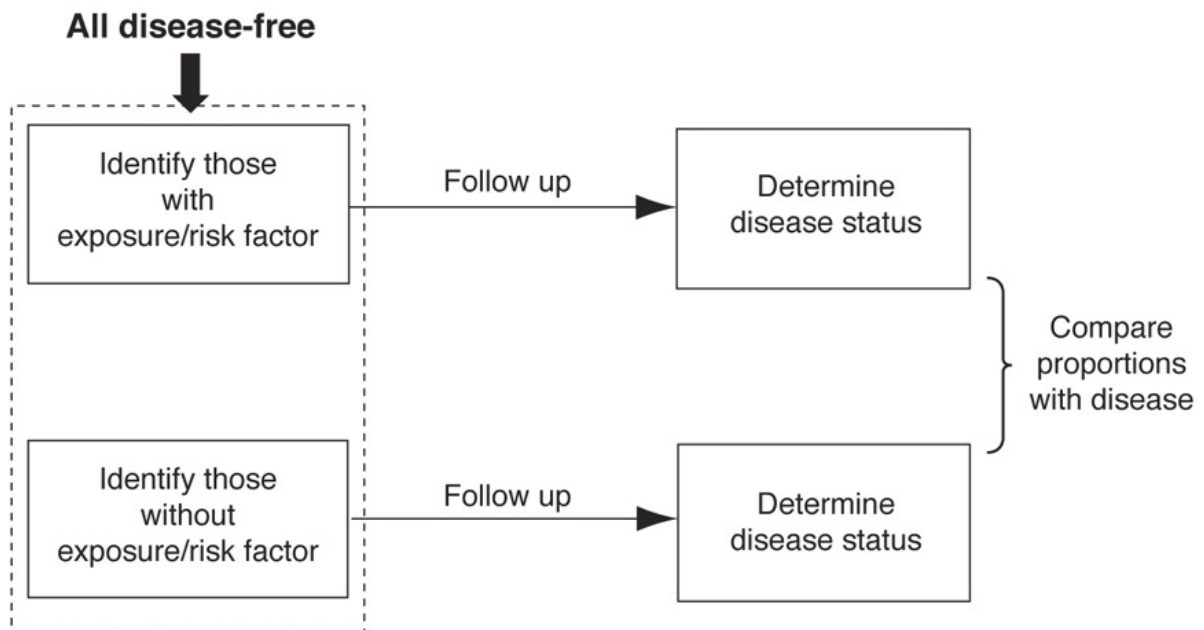 All disease-free
Identify those
with
exposure/risk factor
Follow up
Determine
disease status
Compare
proportions
with disease
Identify those
without
exposure/risk factor
Follow up
Determine
disease status